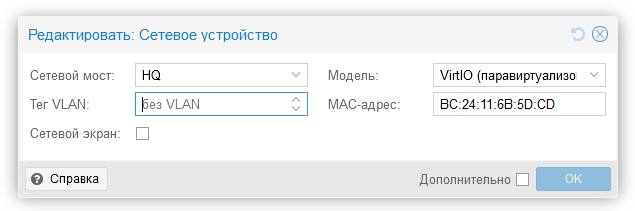 Редактировать: Сетевое устройство
Сетевой мост: HQ Модель: VirtIO (паравиртуализо
Тег VLAN: без VLAN MAC-адрес: BC:24:11:6B:5D:CD
Сетевой экран:
Справка Дополнительно OK